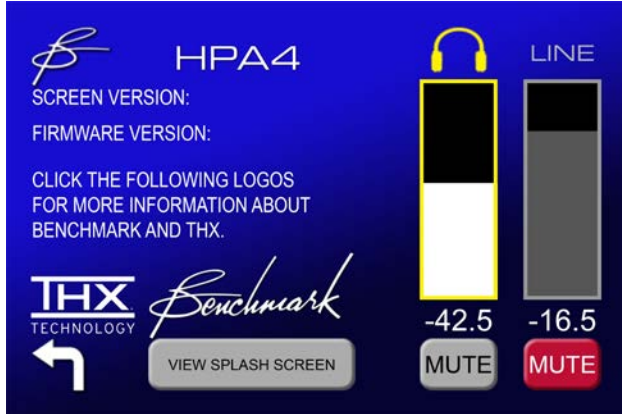 HPA4
LINE
SCREEN VERSION:
FIRMWARE VERSION:
CLICK THE FOLLOWING LOGOS
FOR MORE INFORMATION ABOUT
BENCHMARK AND THX.
THX
TECHNOLOGY
Benchmark
-42.5
-16.5
VIEW SPLASH SCREEN
MUTE
MUTE